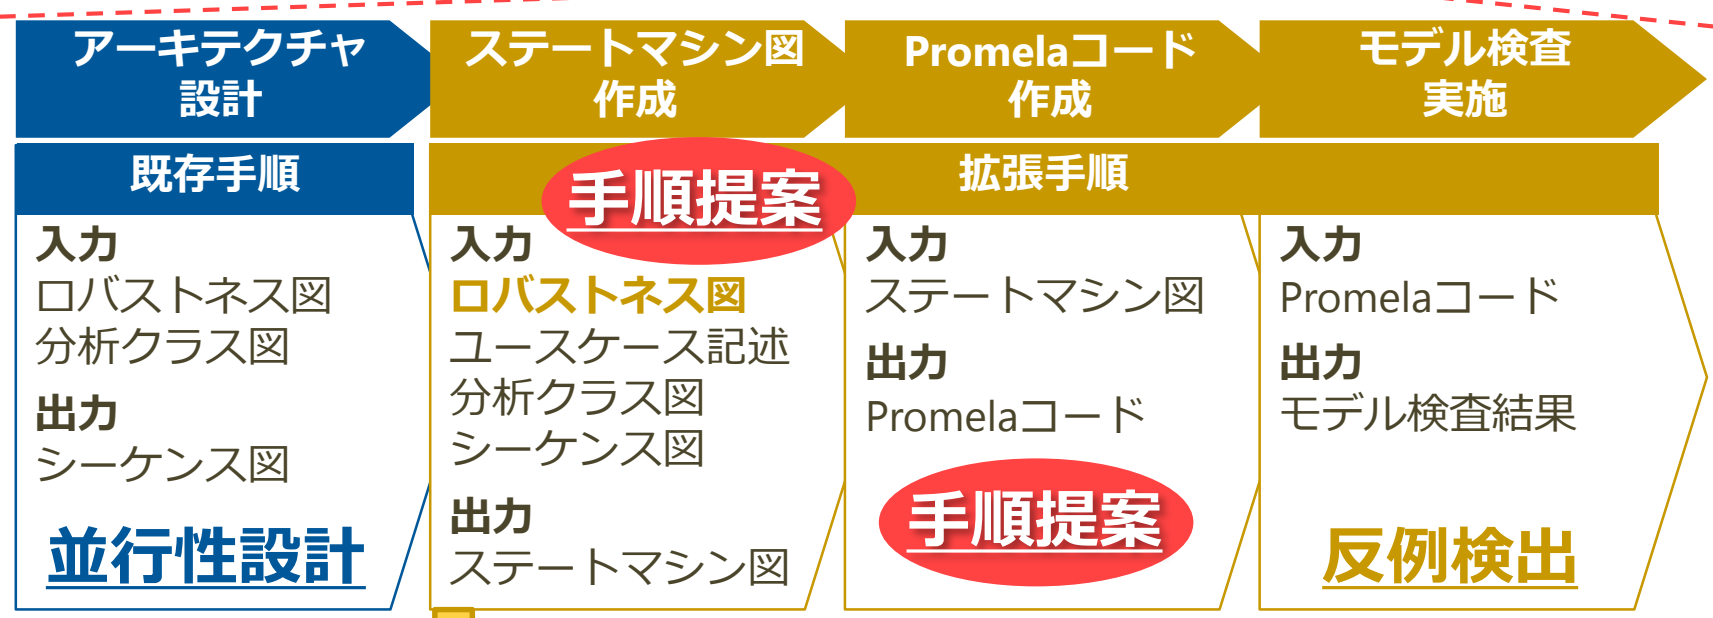 アーキテクチャ
設計
ステートマシン図
作成
Promelaコード
作成
モデル検査
実施
既存手順
拡張手順
手順提案
入力
ロバストネス図
分析クラス図
出力
シーケンス図
並行性設計
入力
ロバストネス図
ユースケース記述
分析クラス図
シーケンス図
出力
ステートマシン図
入力
ステートマシン図
出力
Promelaコード
手順提案
入力
Promelaコード
出力
モデル検査結果
反例検出